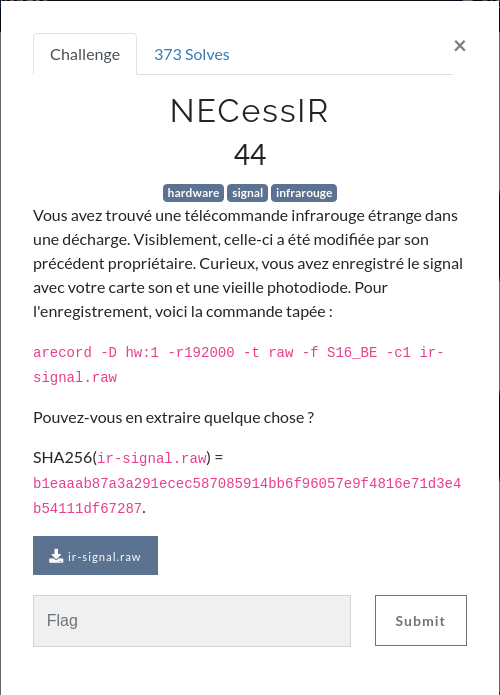 Challenge
373 Solves
×
NECessIR
44
hardware signal infrarouge
Vous avez trouvé une télécommande infrarouge étrange dans
une décharge. Visiblement, celle-ci a été modifiée par son
précédent propriétaire. Curieux, vous avez enregistré le signal
avec votre carte son et une vieille photodiode. Pour
l'enregistrement, voici la commande tapée :
arecord -D hw:1 -r192000 -t raw -f S16_BE -c1 ir-
signal.raw
Pouvez-vous en extraire quelque chose ?
SHA256(ir-signal.raw) =
b1eaaab87a3a291ecec587085914bb6f96057e9f4816e71d3e4
b54111df67287.
ir-signal.raw
Flag
Submit